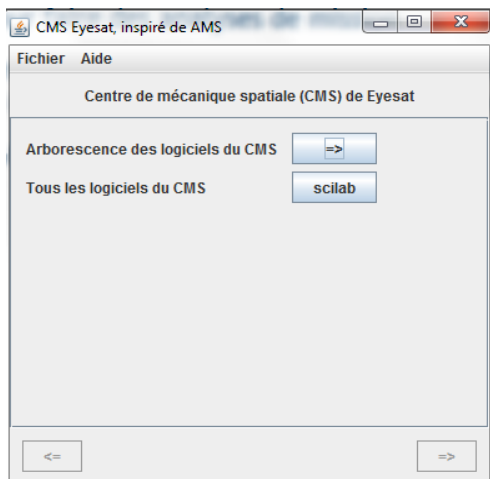 CMS Eyesat, inspiré de AMS
Fichier Aide
Centre de mécanique spatiale (CMS) de Eyesat
Arborescence des logiciels du CMS =>
Tous les logiciels du CMS scilab
<= =>